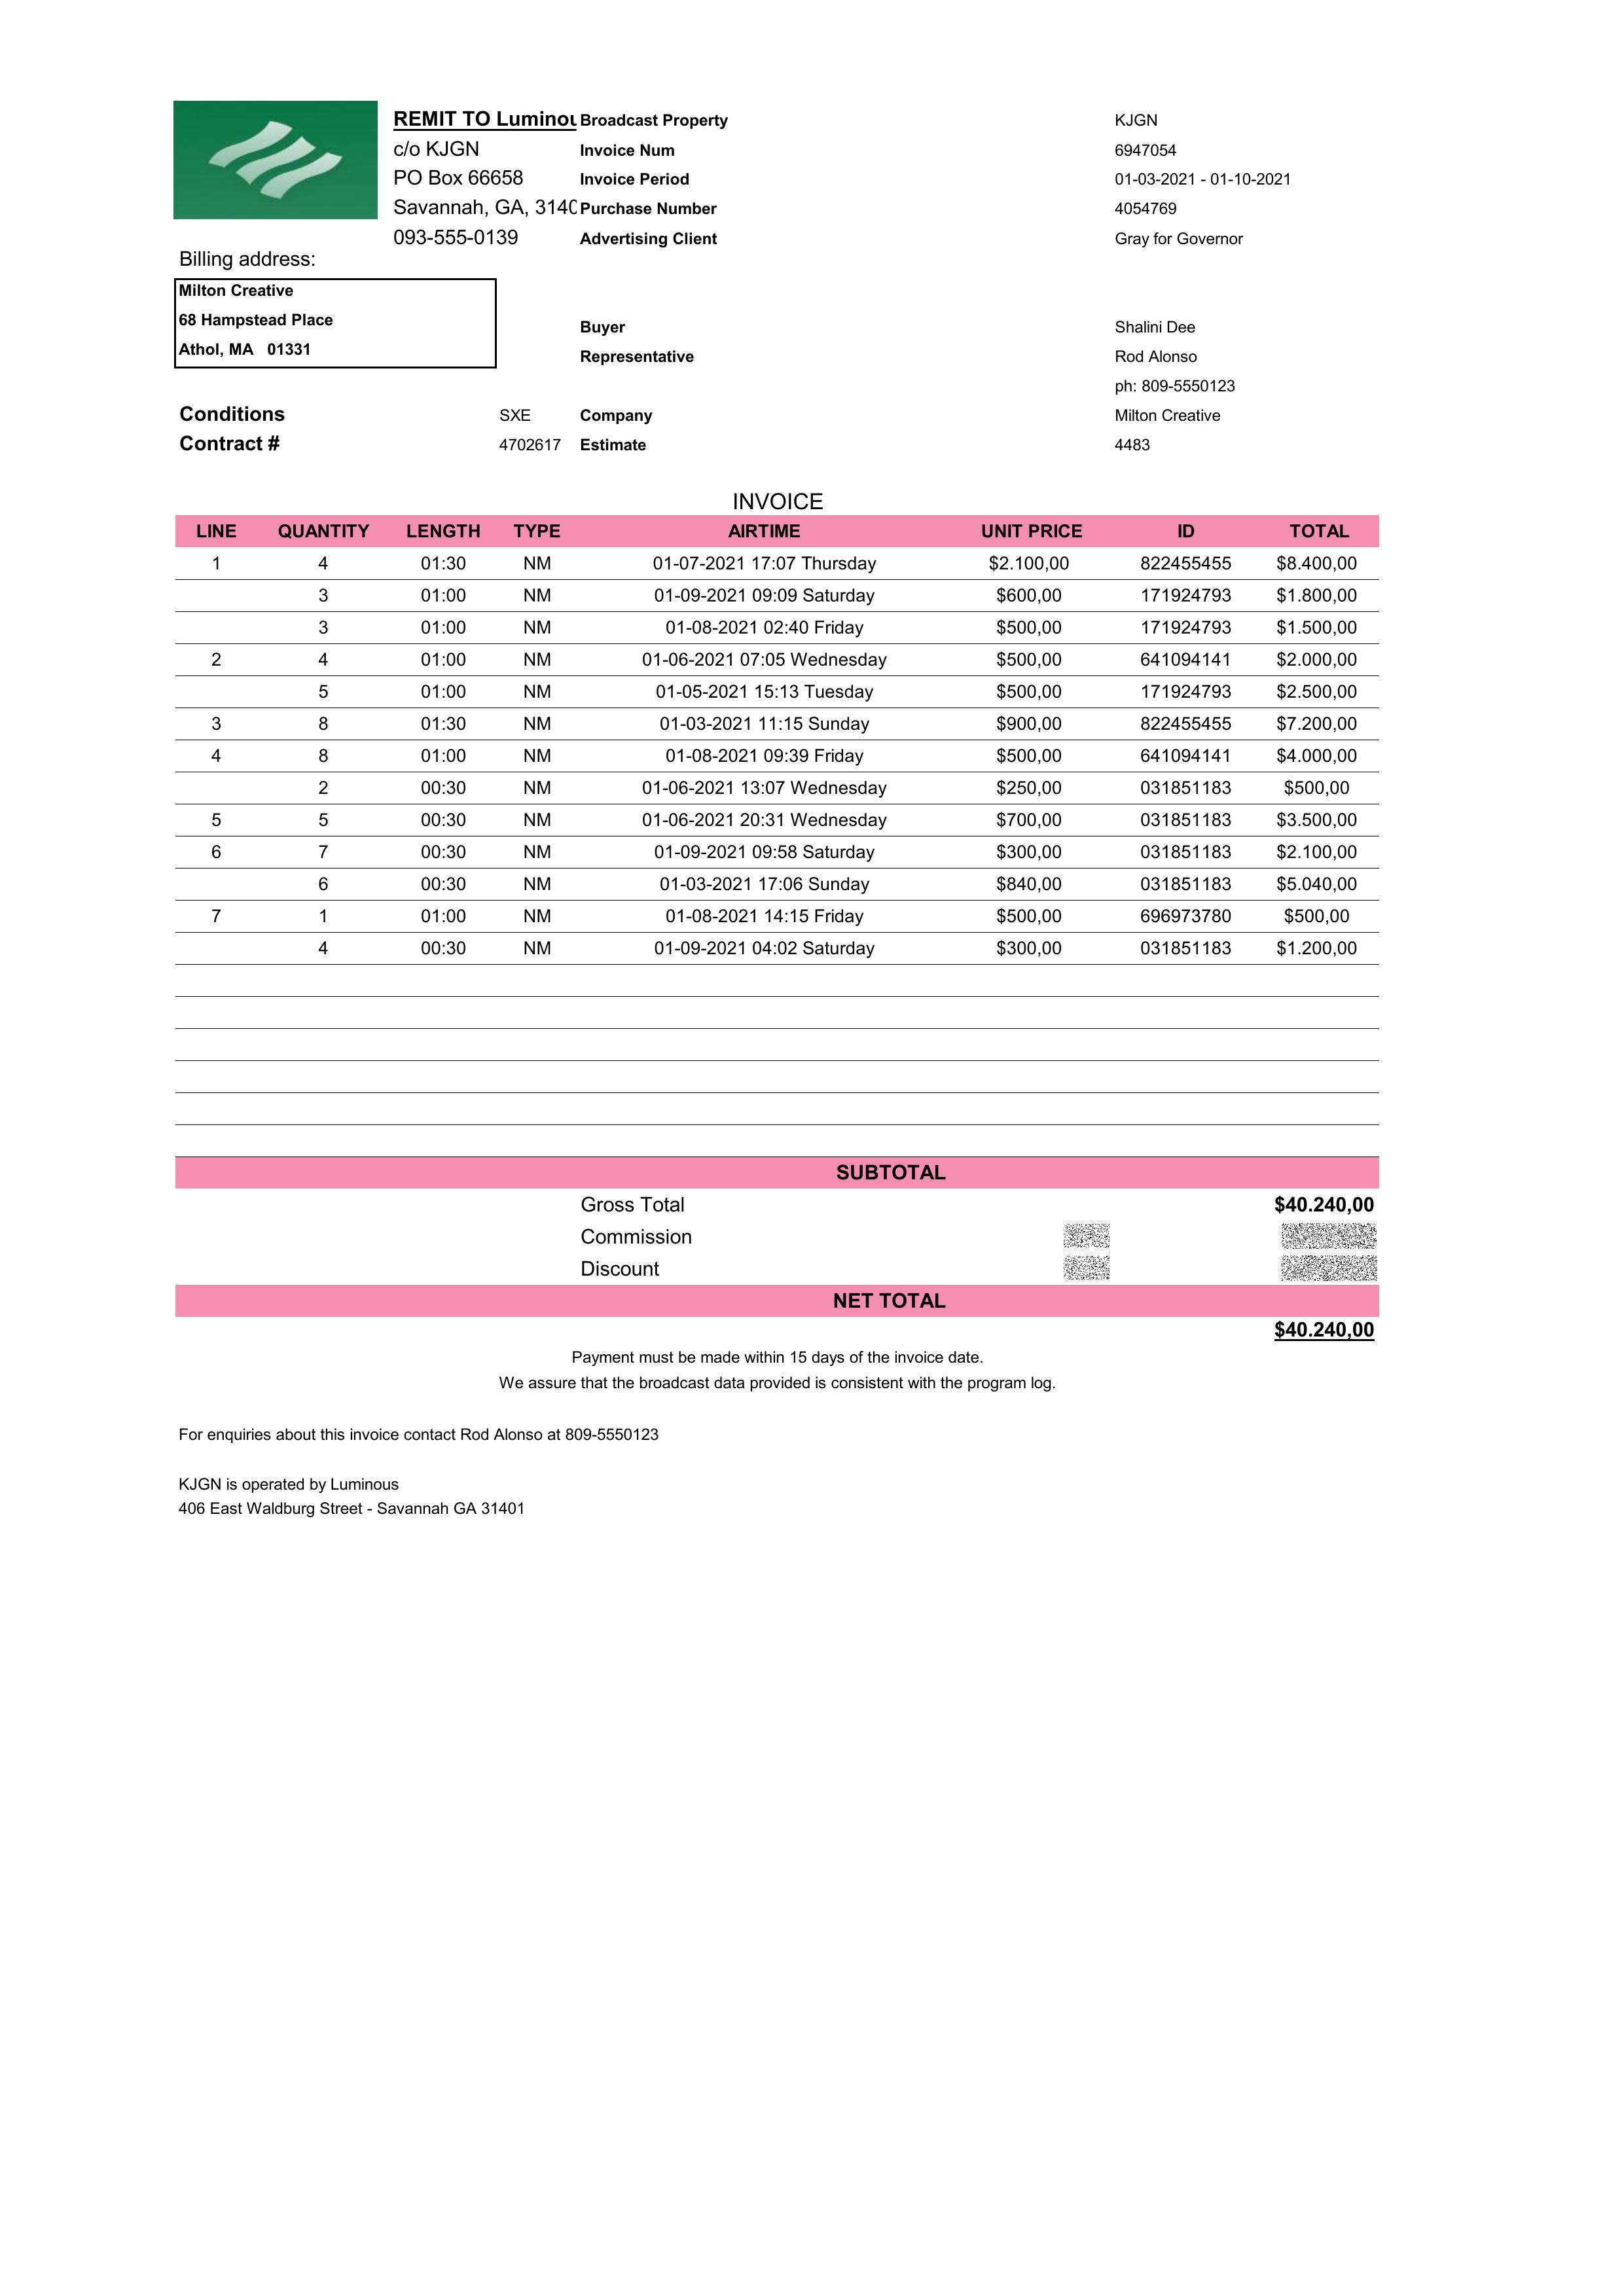 REMIT TO Luminou
c/o KJGN
PO Box 66658
Savannah, GA, 3140
093-555-0139
Broadcast Property KJGN
Invoice Num 6947054
Invoice Period 01-03-2021 - 01-10-2021
Purchase Number 4054769
Advertising Client Gray for Governor
Billing address:
Milton Creative
68 Hampstead Place
Athol, MA 01331
Buyer Shalini Dee
Representative Rod Alonso
ph: 809-5550123
Conditions SXE Company Milton Creative
Contract # 4702617 Estimate 4483
INVOICE
LINE QUANTITY LENGTH TYPE AIRTIME UNIT PRICE ID TOTAL
1 4 01:30 NM 01-07-2021 17:07 Thursday $2.100,00 822455455 $8.400,00
3 01:00 NM 01-09-2021 09:09 Saturday $600,00 171924793 $1.800,00
3 01:00 NM 01-08-2021 02:40 Friday $500,00 171924793 $1.500,00
2 4 01:00 NM 01-06-2021 07:05 Wednesday $500,00 641094141 $2.000,00
5 01:00 NM 01-05-2021 15:13 Tuesday $500,00 171924793 $2.500,00
3 8 01:30 NM 01-03-2021 11:15 Sunday $900,00 822455455 $7.200,00
4 8 01:00 NM 01-08-2021 09:39 Friday $500,00 641094141 $4.000,00
2 00:30 NM 01-06-2021 13:07 Wednesday $250,00 031851183 $500,00
5 5 00:30 NM 01-06-2021 20:31 Wednesday $700,00 031851183 $3.500,00
6 7 00:30 NM 01-09-2021 09:58 Saturday $300,00 031851183 $2.100,00
6 00:30 NM 01-03-2021 17:06 Sunday $840,00 031851183 $5.040,00
7 1 01:00 NM 01-08-2021 14:15 Friday $500,00 696973780 $500,00
4 00:30 NM 01-09-2021 04:02 Saturday $300,00 031851183 $1.200,00
SUBTOTAL
Gross Total $40.240,00
Commission
Discount
NET TOTAL
$40.240,00
Payment must be made within 15 days of the invoice date.
We assure that the broadcast data provided is consistent with the program log.
For enquiries about this invoice contact Rod Alonso at 809-5550123
KJGN is operated by Luminous
406 East Waldburg Street - Savannah GA 31401